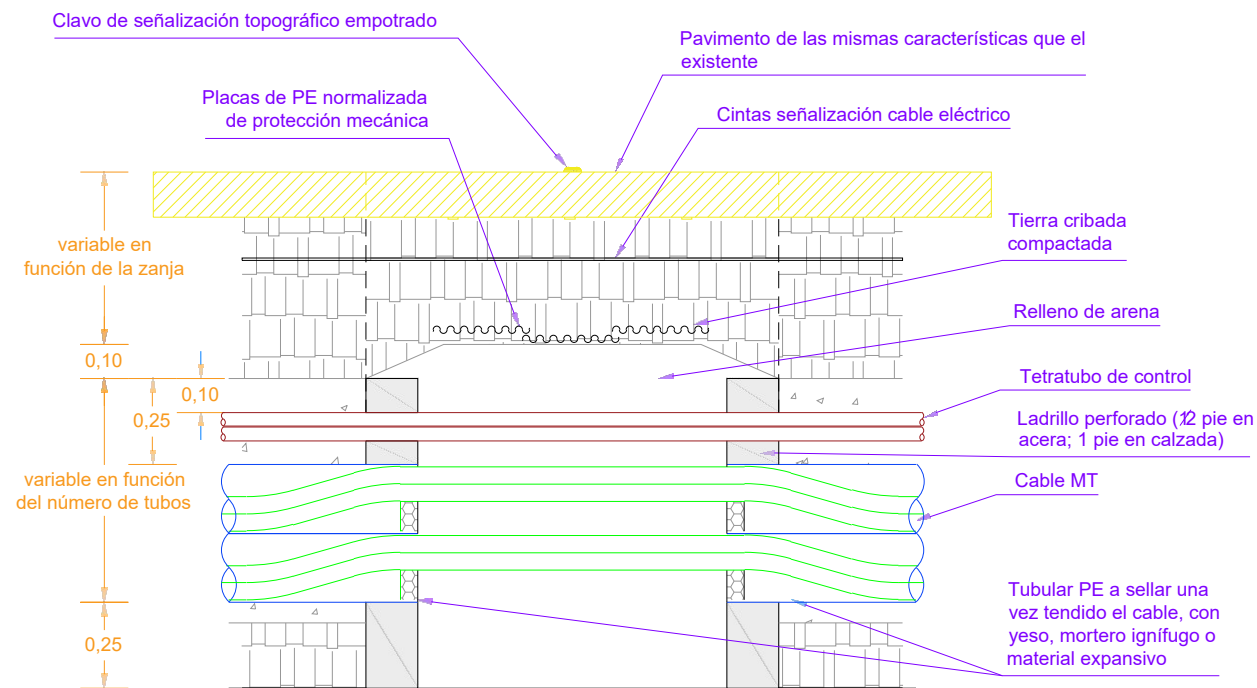 Clavo de señalización topográfico empotrado
Pavimento de las mismas características que el
existente
Placas de PE normalizada
de protección mecánica
Cintas señalización cable eléctrico
Tierra cribada
compactada
variable en
función de la zanja
Relleno de arena
0,10
0,10
0,25
Tetratubo de control
Ladrillo perforado (1/2 pie en
acera; 1 pie en calzada)
variable en función
del número de tubos
Cable MT
Tubular PE a sellar una
vez tendido el cable, con
yeso, mortero ignífugo o
material expansivo
0,25